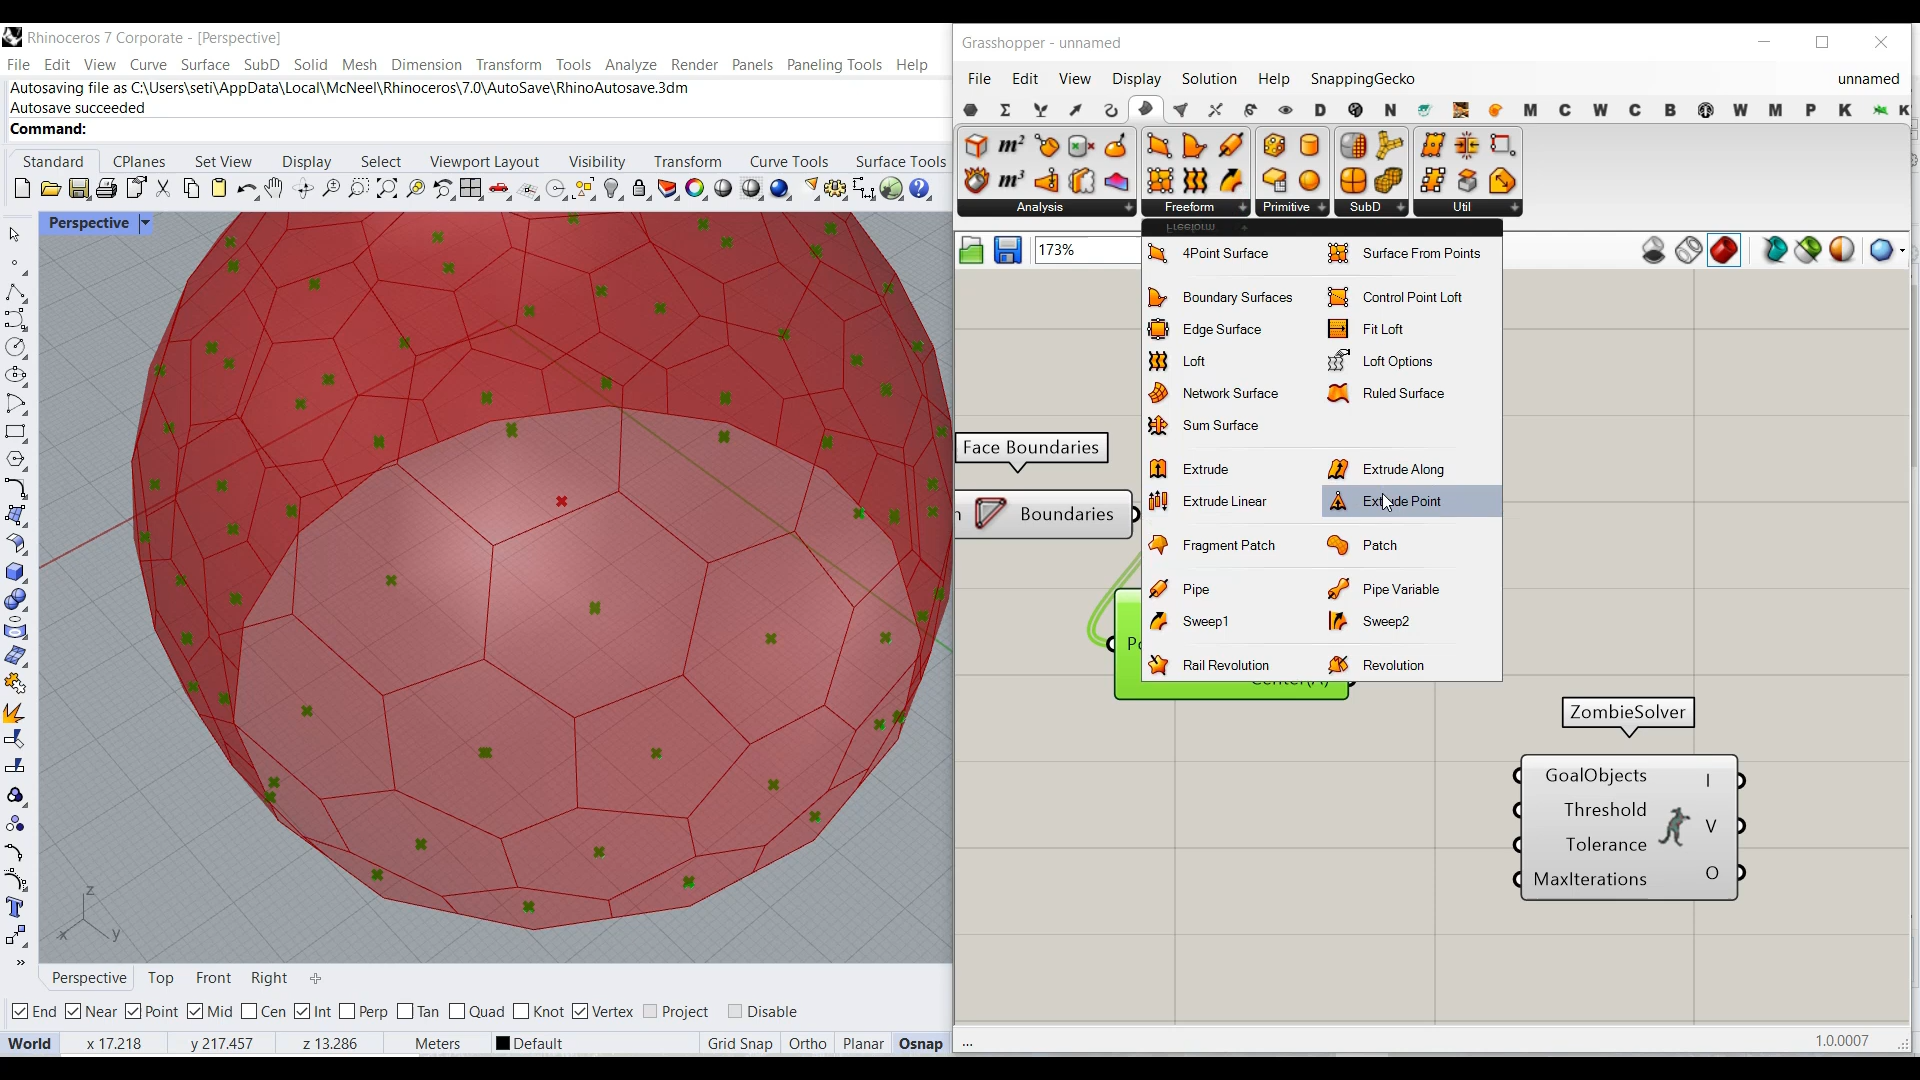 Rhinoceros 7 Corporate - [Perspective]
File Edit View Curve Surface SubD Solid Mesh Dimension Transform Tools Analyze Render Panels Paneling Tools Help
Autosaving file as C:\Users\seti\AppData\Local\McNeel\Rhinoceros\7.0\AutoSave\RhinoAutosave.3dm
Autosave succeeded
Command:
Standard CPlanes Set View Display Select Viewport Layout Visibility Transform Curve Tools Surface Tools
Perspective
z
x y
Perspective Top Front Right
End Near Point Mid Cen Int Perp Tan Quad Knot Vertex Project Disable
World x 17.218 y 217.457 z 13.286 Meters Default Grid Snap Ortho Planar Osnap
Grasshopper - unnamed
File Edit View Display Solution Help SnappingGecko unnamed
D N M C W C B W M P K K
m² m³
Analysis Freeform Primitive SubD Util
173%
Freeform
4Point Surface Surface From Points
Boundary Surfaces Control Point Loft
Edge Surface Fit Loft
Loft Loft Options
Network Surface Ruled Surface
Sum Surface
Extrude Extrude Along
Extrude Linear Extrude Point
Fragment Patch Patch
Pipe Pipe Variable
Sweep1 Sweep2
Rail Revolution Revolution
Face Boundaries
Boundaries
Center(A)
ZombieSolver
GoalObjects I
Threshold
V
Tolerance
MaxIterations O
... 1.0.0007